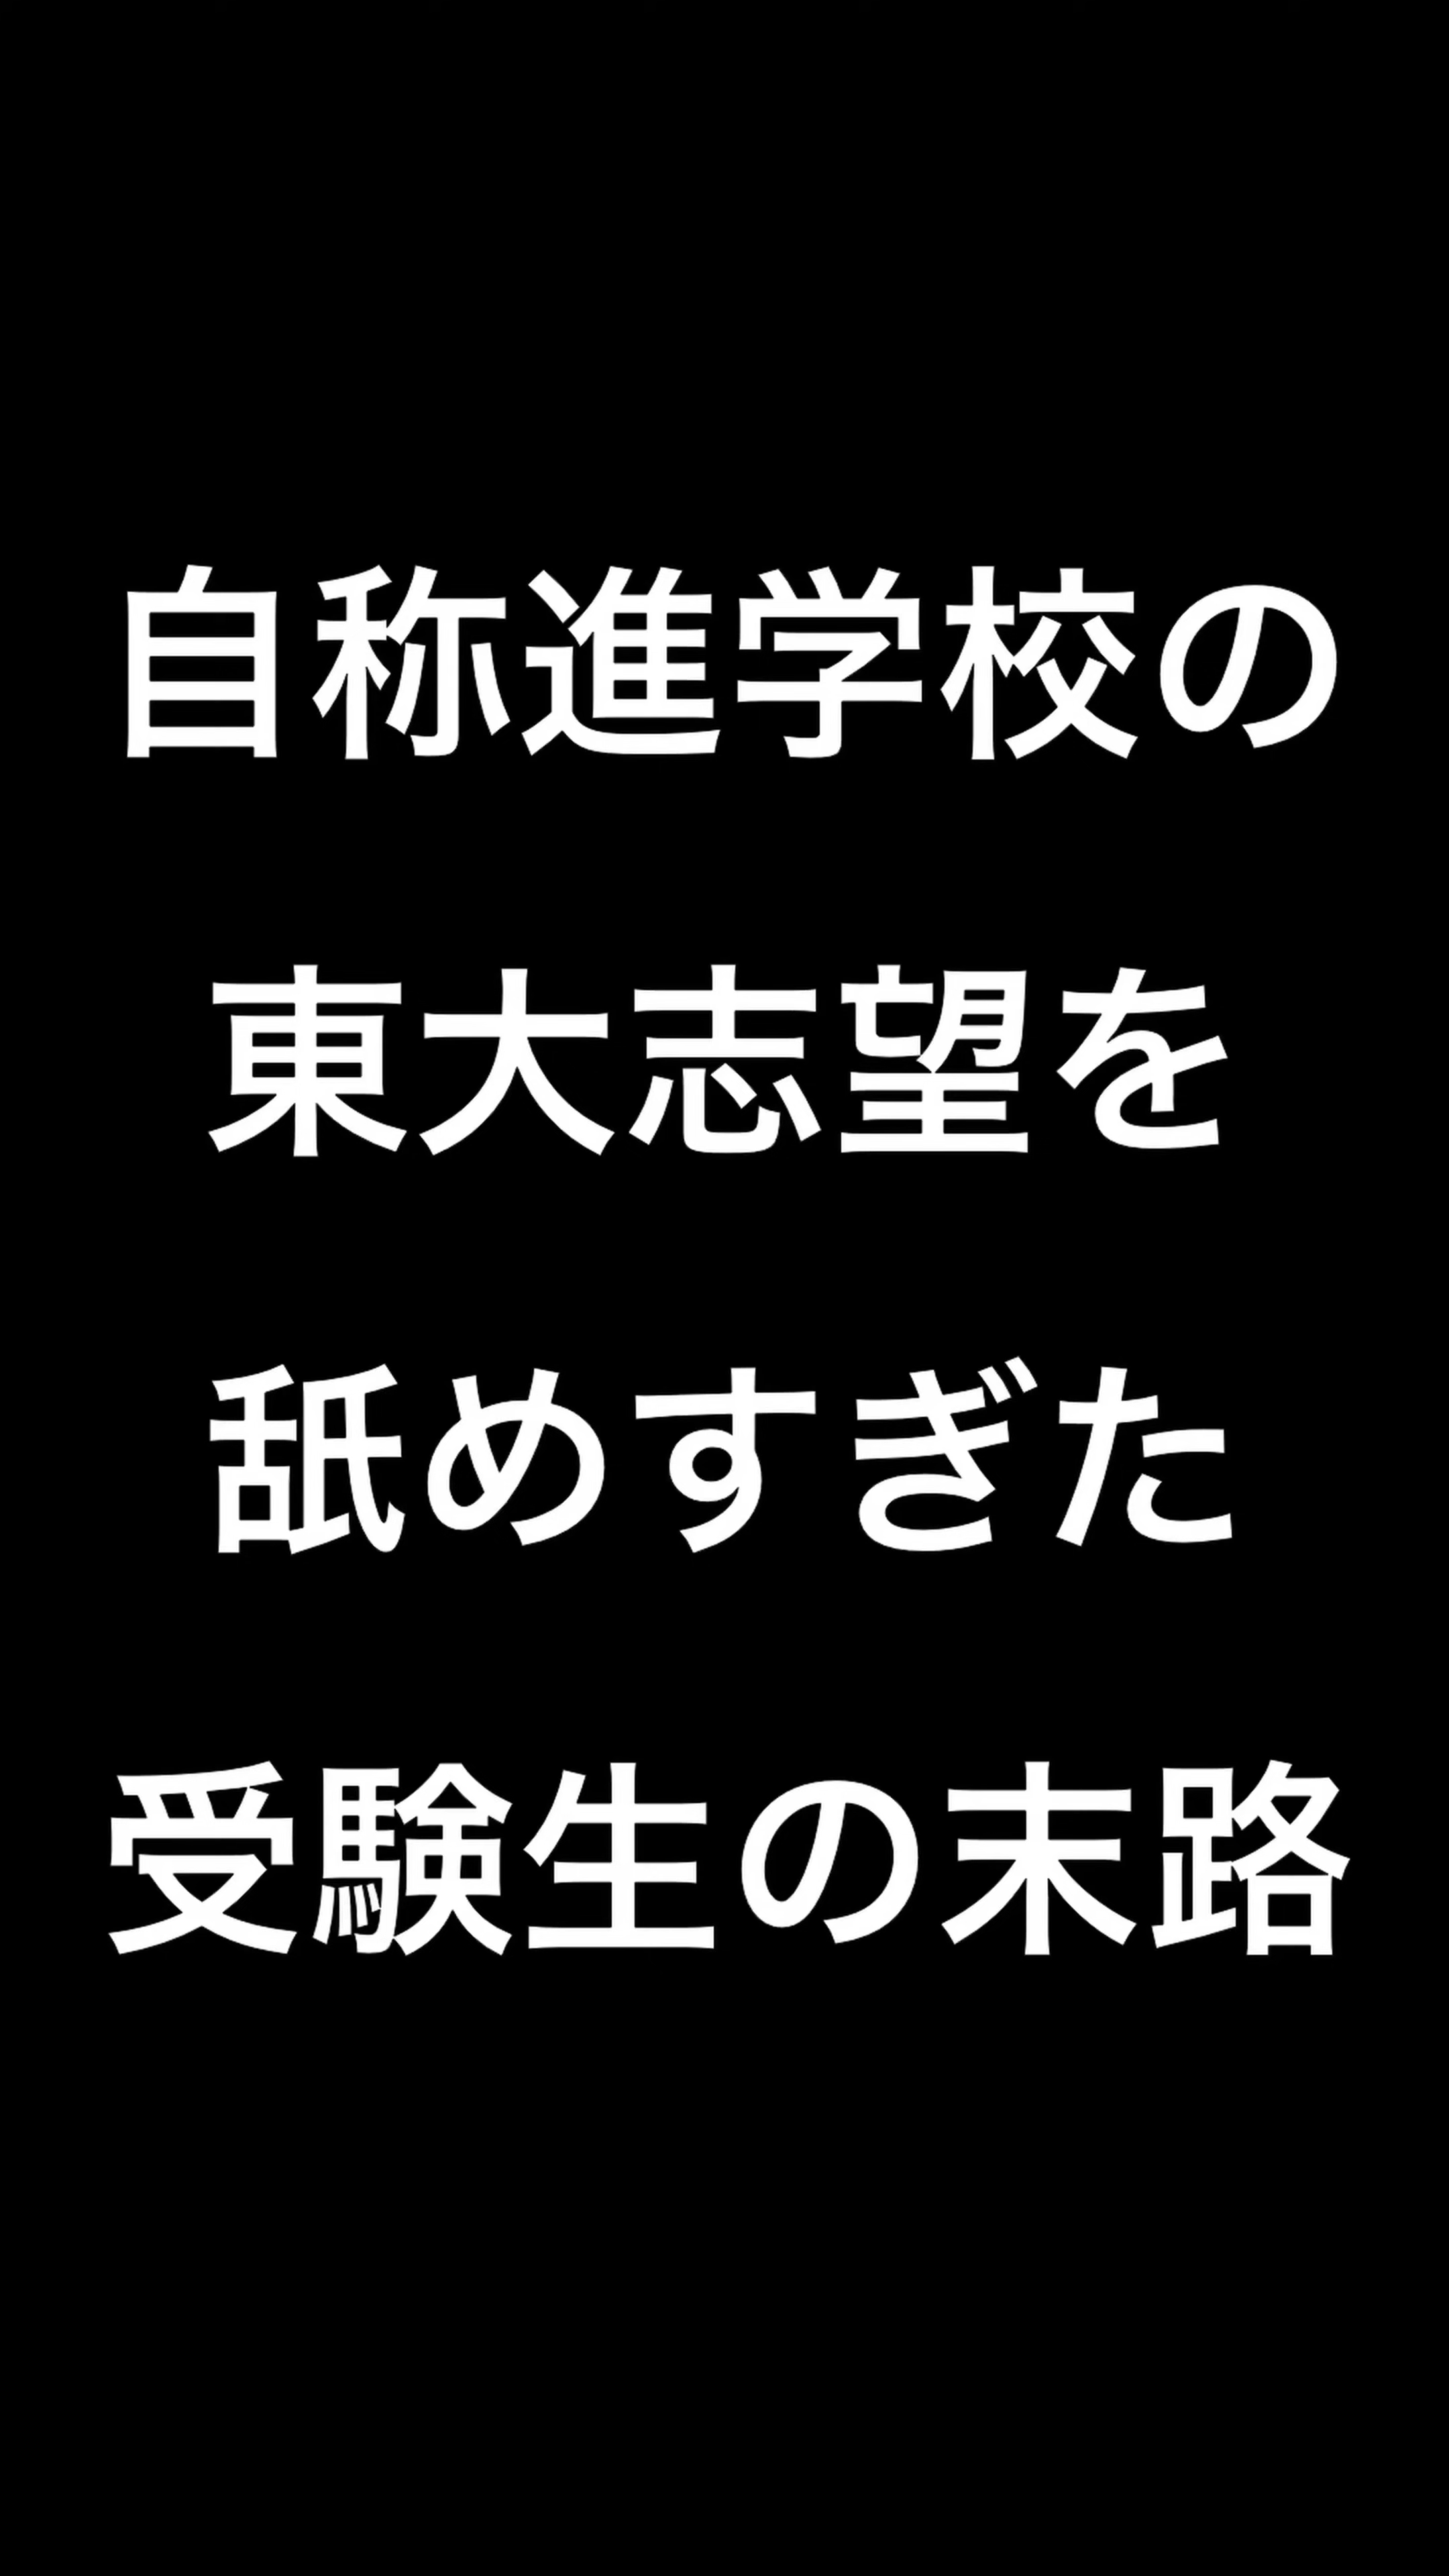 自称進学校の
東大志望を
舐めすぎた
受験生の末路